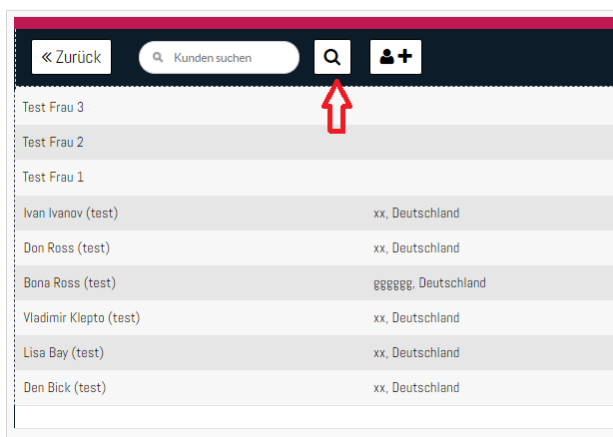 « Zurück Kunden suchen
Test Frau 3
Test Frau 2
Test Frau 1
Ivan Ivanov (test) xx, Deutschland
Don Ross (test) xx, Deutschland
Bona Ross (test) gggggg, Deutschland
Vladimir Klepto (test) xx, Deutschland
Lisa Bay (test) xx, Deutschland
Den Bick (test) xx, Deutschland